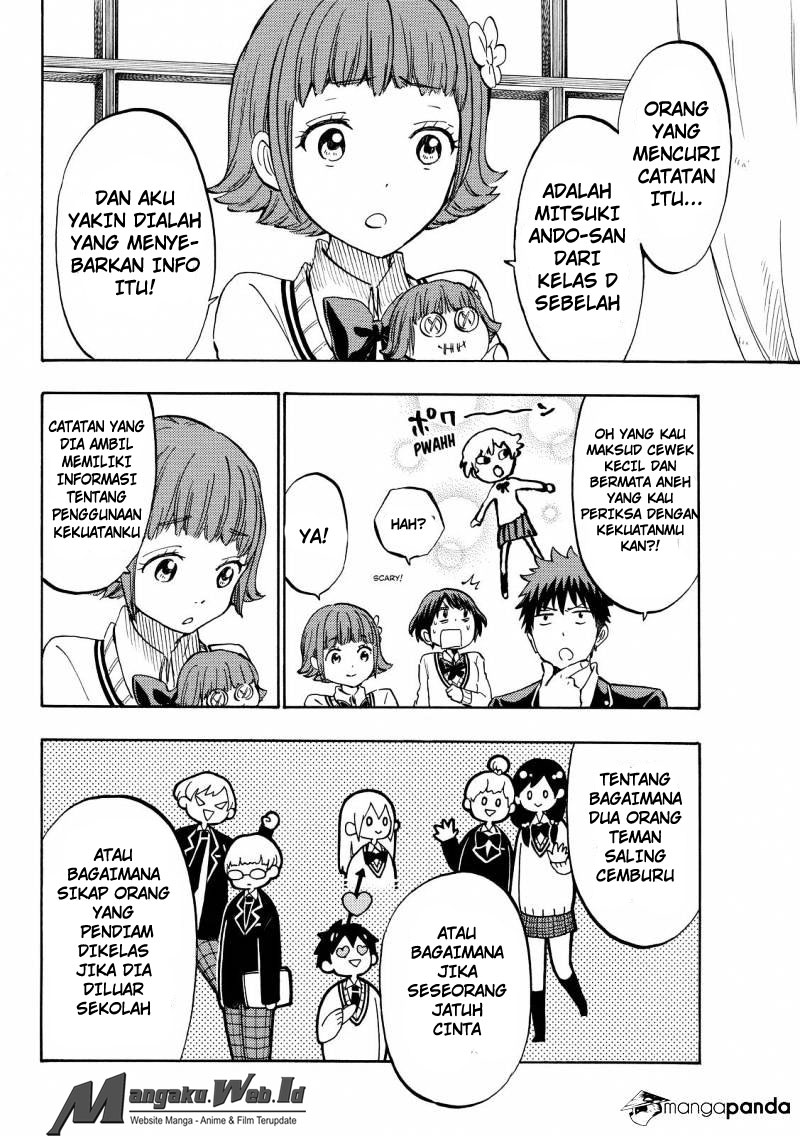 ORANG
YANG
MENCURI
CATATAN
ITU...
ADALAH
MITSUKI
ANDO-SAN
DARI
KELAS D
SEBELAH
DAN AKU
YAKIN DIALAH
YANG MENYE-
BARKAN INFO
ITU!
OH YANG KAU
MAKSUD CEWEK
KECIL DAN
BERMATA ANEH
YANG KAU
PERIKSA DENGAN
KEKUATANMU
KAN?!
ポワーーン
PWAHH
HAH?
SCARY!
YA!
CATATAN YANG
DIA AMBIL
MEMILIKI
INFORMASI
TENTANG
PENGGUNAAN
KEKUATANKU
TENTANG
BAGAIMANA
DUA ORANG
TEMAN
SALING
CEMBURU
ATAU
BAGAIMANA
JIKA
SESEORANG
JATUH
CINTA
ATAU
BAGAIMANA
SIKAP ORANG
YANG
PENDIAM
DIKELAS
JIKA DIA
DILUAR
SEKOLAH
Mangaku.Web.Id
Website Manga - Anime & Film Terupdate
mangapanda